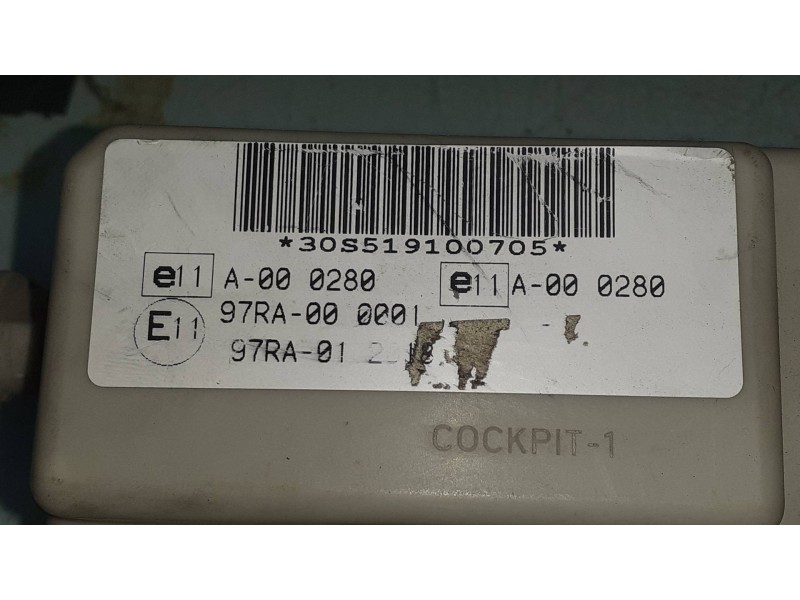 *30S519100705*
e11 A-00 0280 e11 A-00 0280
E11 97RA-00 0001
97RA-01
COCKPIT-1